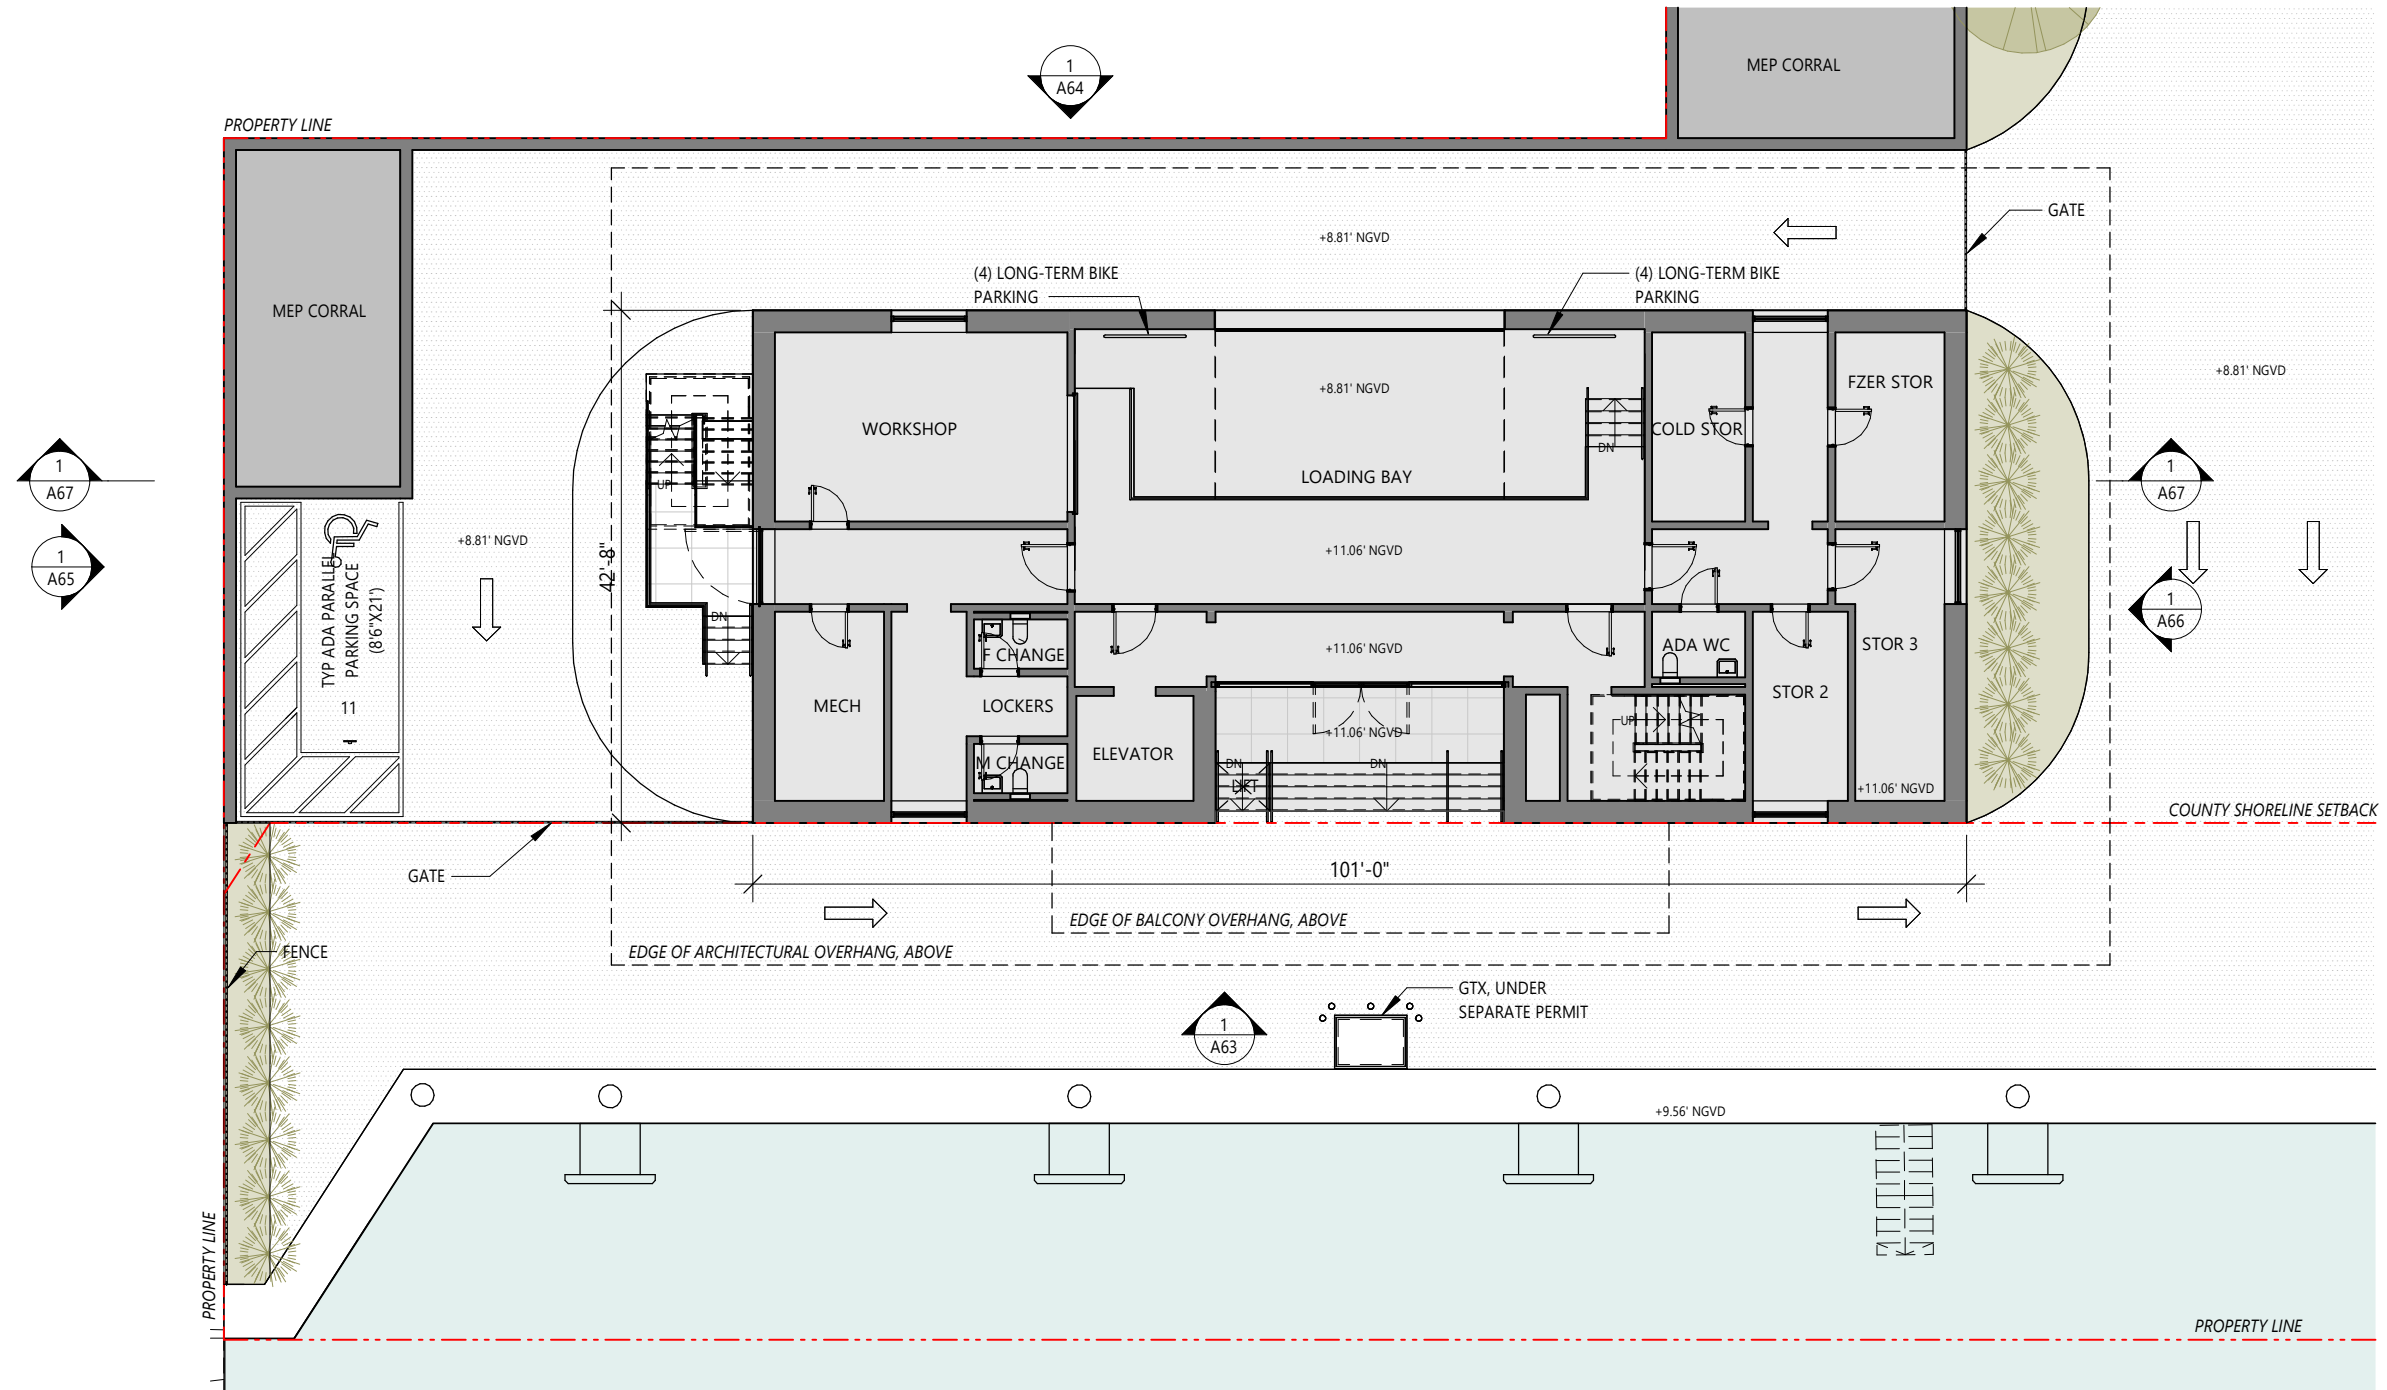 MEP CORRAL
1
A64
PROPERTY LINE
GATE
+8.81' NGVD
(4) LONG-TERM BIKE
PARKING
(4) LONG-TERM BIKE
PARKING
MEP CORRAL
+8.81' NGVD
+8.81' NGVD
FZER STOR
WORKSHOP
COLD STOR
DN
LOADING BAY
UP
1
A67
1
A67
+8.81' NGVD
+11.06' NGVD
1
A65
42'-8"
TYP ADA PARALLEL
PARKING SPACE
(8'6"X21')
11
1
A66
DN
F CHANGE
+11.06' NGVD
ADA WC
STOR 3
STOR 2
MECH
LOCKERS
UP
+11.06' NGVD
ELEVATOR
M CHANGE
DN
DN
LIFT
+11.06' NGVD
COUNTY SHORELINE SETBACK
GATE
101'-0"
EDGE OF BALCONY OVERHANG, ABOVE
EDGE OF ARCHITECTURAL OVERHANG, ABOVE
FENCE
GTX, UNDER
SEPARATE PERMIT
1
A63
+9.56' NGVD
PROPERTY LINE
PROPERTY LINE